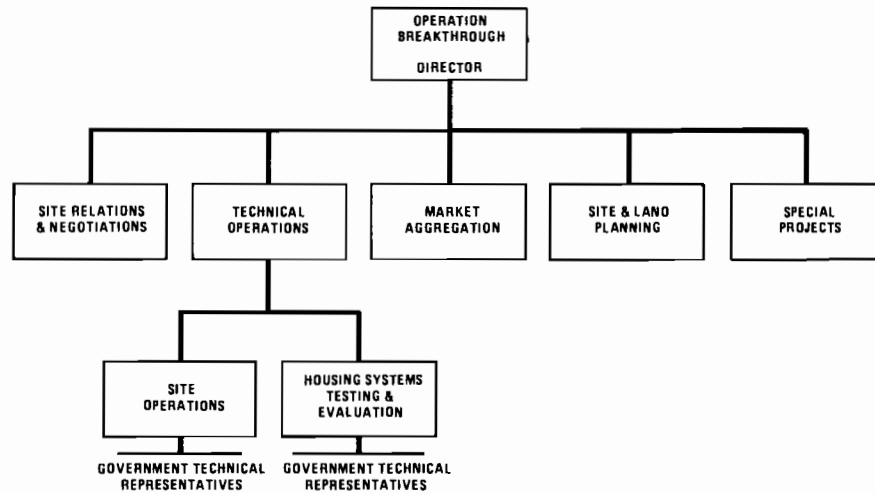 OPERATION
BREAKTHROUGH
DIRECTOR
SITE RELATIONS
& NEGOTIATIONS
TECHNICAL
OPERATIONS
MARKET
AGGREGATION
SITE & LAND
PLANNING
SPECIAL
PROJECTS
SITE
OPERATIONS
HOUSING SYSTEMS
TESTING &
EVALUATION
GOVERNMENT TECHNICAL
REPRESENTATIVES
GOVERNMENT TECHNICAL
REPRESENTATIVES